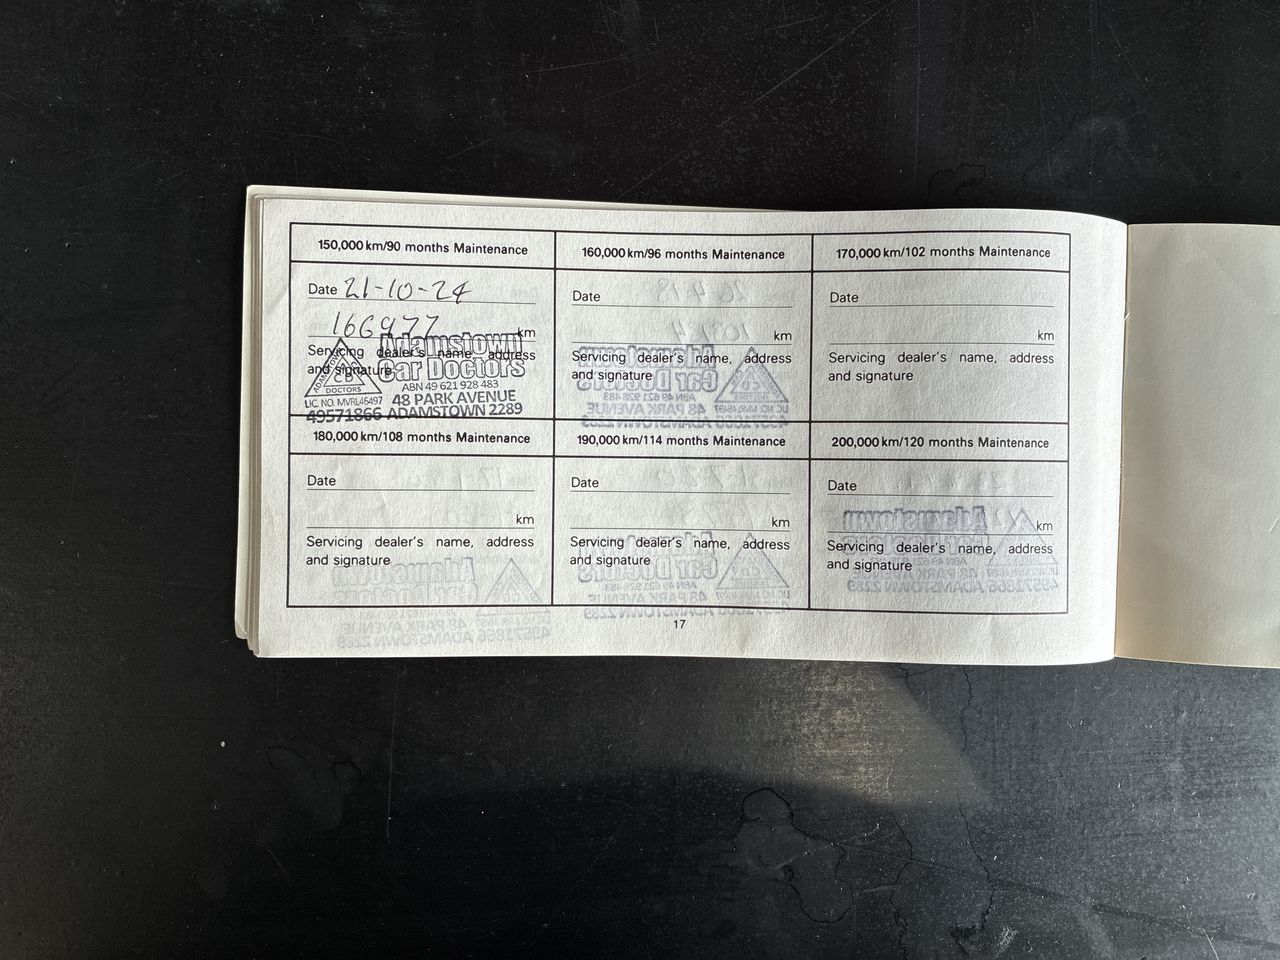 150,000 km/90 months Maintenance
Date 21-10-24
166977 km
Servicing dealer's name, address
and signature
Adamstown
Car Doctors
ABN 49 621 928 483
DOCTORS
LIC. NO. MVRL46497 48 PARK AVENUE
49571866 ADAMSTOWN 2289
160,000 km/96 months Maintenance
Date
km
Servicing dealer's name, address
and signature
170,000 km/102 months Maintenance
Date
km
Servicing dealer's name, address
and signature
180,000 km/108 months Maintenance
Date
km
Servicing dealer's name, address
and signature
190,000 km/114 months Maintenance
Date
km
Servicing dealer's name, address
and signature
200,000 km/120 months Maintenance
Date
km
Servicing dealer's name, address
and signature
17